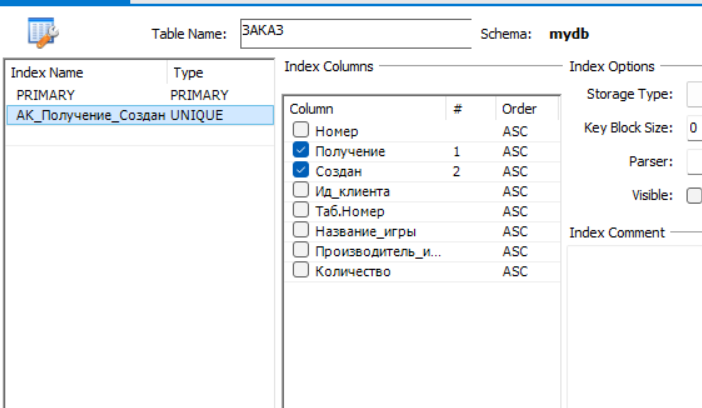 Table Name: ЗАКАЗ Schema: mydb
Index Name Type
PRIMARY PRIMARY
АК_Получение_Создан UNIQUE
Index Columns
Column # Order
Номер ASC
Получение 1 ASC
Создан 2 ASC
Ид_клиента ASC
Таб.Номер ASC
Название_игры ASC
Производитель_и... ASC
Количество ASC
Index Options
Storage Type:
Key Block Size: 0
Parser:
Visible:
Index Comment